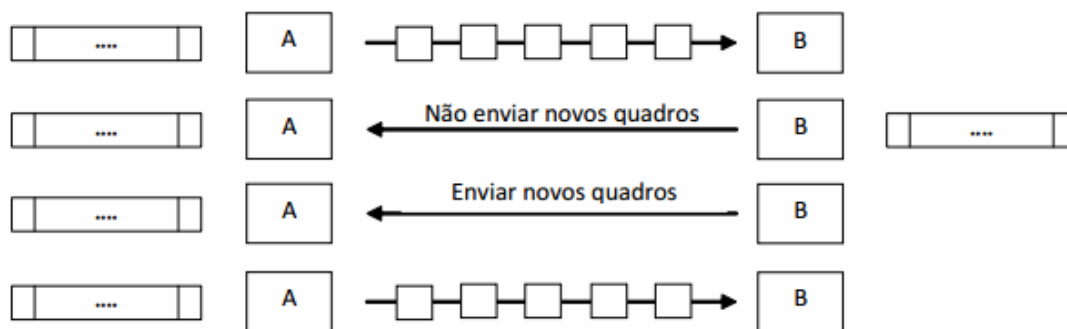 .... A B
.... A Não enviar novos quadros B ....
.... A Enviar novos quadros B
.... A B